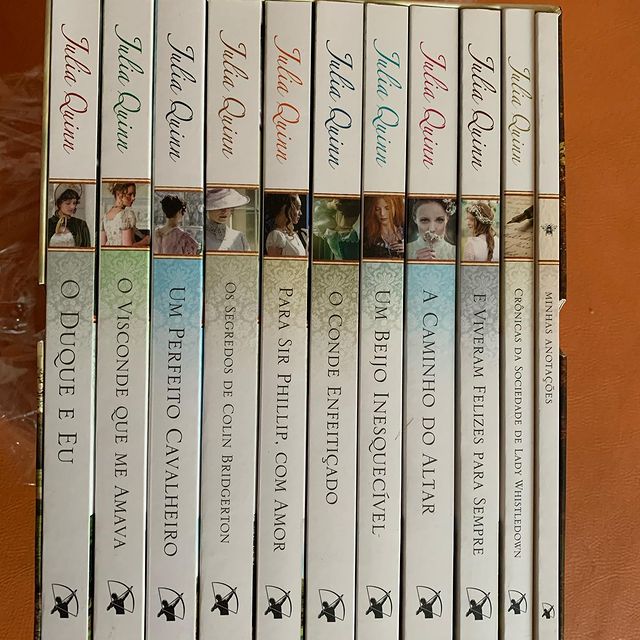 Julia Quinn
O Duque e Eu
Julia Quinn
O Visconde que me Amava
Julia Quinn
Um Perfeito Cavalheiro
Julia Quinn
Os Segredos de Colin Bridgerton
Julia Quinn
Para Sir Phillip, com Amor
Julia Quinn
O Conde Enfeitiçado
Julia Quinn
Um Beijo Inesquecível
Julia Quinn
A Caminho do Altar
Julia Quinn
E Viveram Felizes para Sempre
Julia Quinn
Crônicas da Sociedade de Lady Whistledown
Minhas Anotações